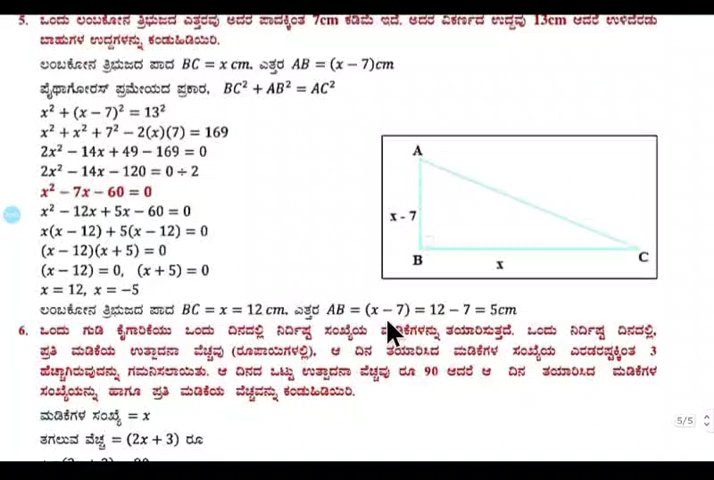 5. ಒಂದು ಲಂಬಕೋನ ತ್ರಿಭುಜದ ಎತ್ತರವು ಅದರ ಪಾದಕ್ಕಿಂತ 7cm ಕಡಿಮೆ ಇದೆ. ಅದರ ವಿಕರ್ಣದ ಉದ್ದವು 13cm ಆದರೆ ಉಳಿದೆರಡು
ಬಾಹುಗಳ ಉದ್ದಗಳನ್ನು ಕಂಡುಹಿಡಿಯಿರಿ.
ಲಂಬಕೋನ ತ್ರಿಭುಜದ ಪಾದ BC = x cm. ಎತ್ತರ AB = (x − 7)cm
ಪೈಥಾಗೋರಸ್ ಪ್ರಮೇಯದ ಪ್ರಕಾರ, BC² + AB² = AC²
x² + (x − 7)² = 13²
x² + x² + 7² − 2(x)(7) = 169
2x² − 14x + 49 − 169 = 0
2x² − 14x − 120 = 0 ÷ 2
x² − 7x − 60 = 0
x² − 12x + 5x − 60 = 0
x(x − 12) + 5(x − 12) = 0
(x − 12)(x + 5) = 0
(x − 12) = 0, (x + 5) = 0
x = 12, x = −5
A
x - 7
B
x
C
ಲಂಬಕೋನ ತ್ರಿಭುಜದ ಪಾದ BC = x = 12 cm. ಎತ್ತರ AB = (x − 7) = 12 − 7 = 5cm
6. ಒಂದು ಗುಡಿ ಕೈಗಾರಿಕೆಯು ಒಂದು ದಿನದಲ್ಲಿ ನಿರ್ದಿಷ್ಟ ಸಂಖ್ಯೆಯ ಮಡಿಕೆಗಳನ್ನು ತಯಾರಿಸುತ್ತದೆ. ಒಂದು ನಿರ್ದಿಷ್ಟ ದಿನದಲ್ಲಿ,
ಪ್ರತಿ ಮಡಿಕೆಯ ಉತ್ಪಾದನಾ ವೆಚ್ಚವು (ರೂಪಾಯಿಗಳಲ್ಲಿ), ಆ ದಿನ ತಯಾರಿಸಿದ ಮಡಿಕೆಗಳ ಸಂಖ್ಯೆಯ ಎರಡರಷ್ಟಕ್ಕಿಂತ 3
ಹೆಚ್ಚಾಗಿರುವುದನ್ನು ಗಮನಿಸಲಾಯಿತು. ಆ ದಿನದ ಒಟ್ಟು ಉತ್ಪಾದನಾ ವೆಚ್ಚವು ರೂ 90 ಆದರೆ ಆ ದಿನ ತಯಾರಿಸಿದ ಮಡಿಕೆಗಳ
ಸಂಖ್ಯೆಯನ್ನು ಹಾಗೂ ಪ್ರತಿ ಮಡಿಕೆಯ ವೆಚ್ಚವನ್ನು ಕಂಡುಹಿಡಿಯಿರಿ.
5/5
ಮಡಿಕೆಗಳ ಸಂಖ್ಯೆ = x
ತಗಲುವ ವೆಚ್ಚ = (2x + 3) ರೂ